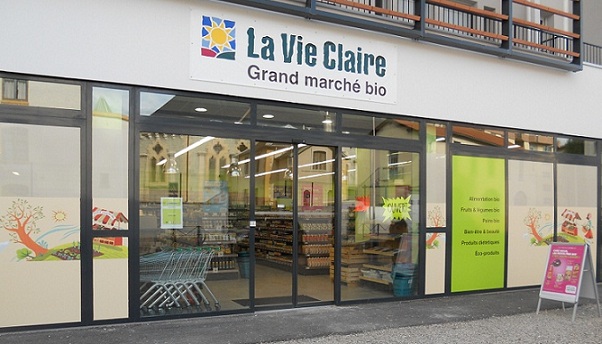 La Vie Claire
Grand marché bio
Alimentation bio
Fruits & légumes bio
Pains bio
Bien-être & beauté
Produits diététiques
Eco-produits